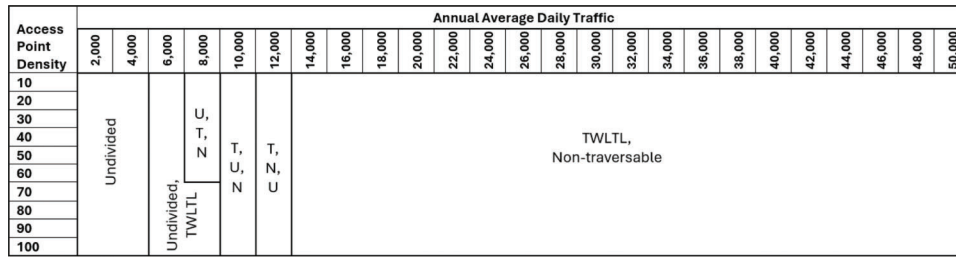 Annual Average Daily Traffic
Access
Point
Density
2,000 4,000 6,000 8,000 10,000 12,000 14,000 16,000 18,000 20,000 22,000 24,000 26,000 28,000 30,000 32,000 34,000 36,000 38,000 40,000 42,000 44,000 46,000 48,000 50,000
10
20
30
40
50
60
70
80
90
100
Undivided
Undivided,
TWLTL
U,
T,
N
T,
U,
N
T,
N,
U
TWLTL,
Non-traversable